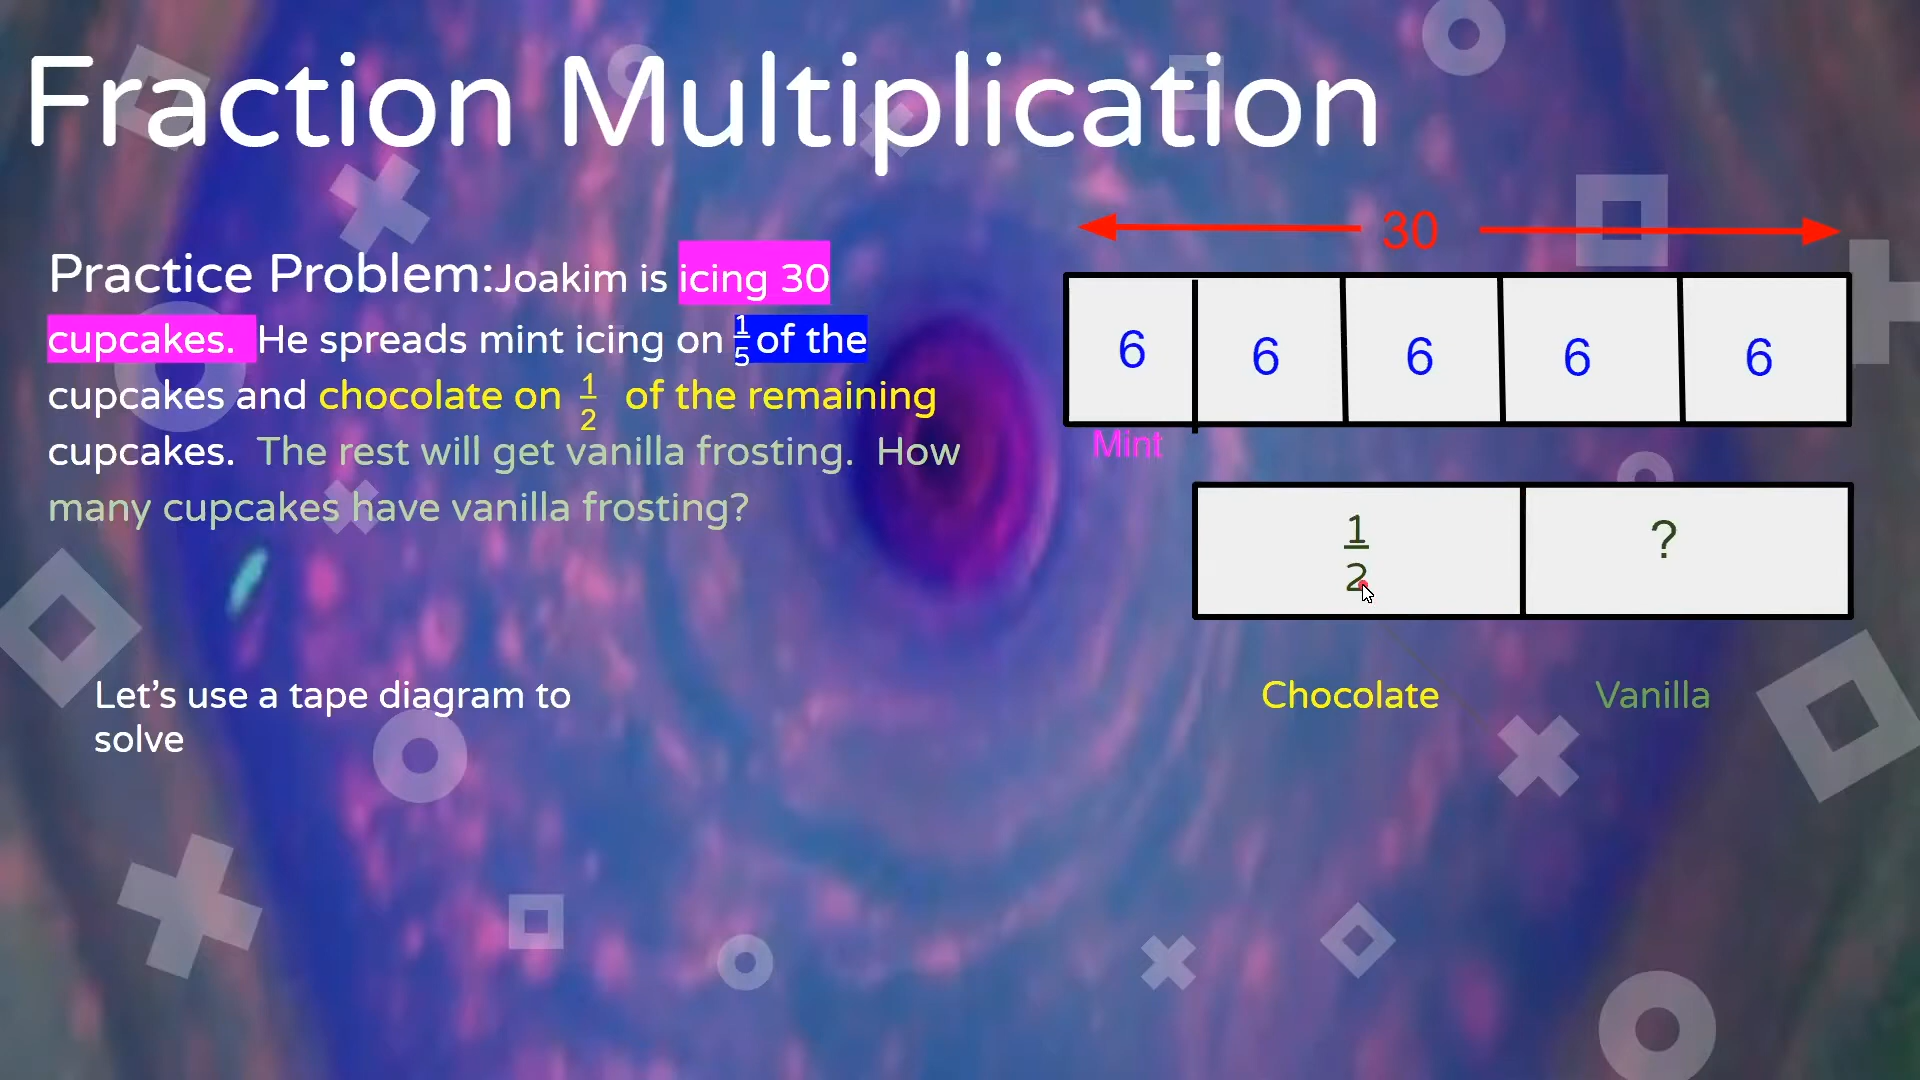 Fraction Multiplication
30
Practice Problem:Joakim is icing 30
cupcakes. He spreads mint icing on 1/5 of the
cupcakes and chocolate on 1/2 of the remaining
cupcakes. The rest will get vanilla frosting. How
many cupcakes have vanilla frosting?
6 6 6 6 6
Mint
1/2 ?
Let's use a tape diagram to
solve
Chocolate Vanilla